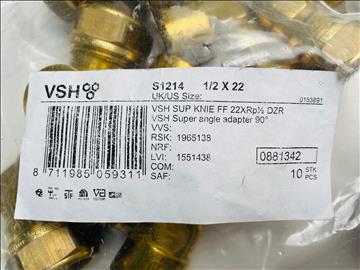 VSH S1214 1/2 X 22
UK/US Size:
0153891
VSH SUP KNIE FF 22XRp½ DZR
VSH Super angle adapter 90°
VVS:
RSK: 1965138
NRF:
LVI: 1551438
0881342
COM:
SAF:
10 STK
PCS
8 711985 059311